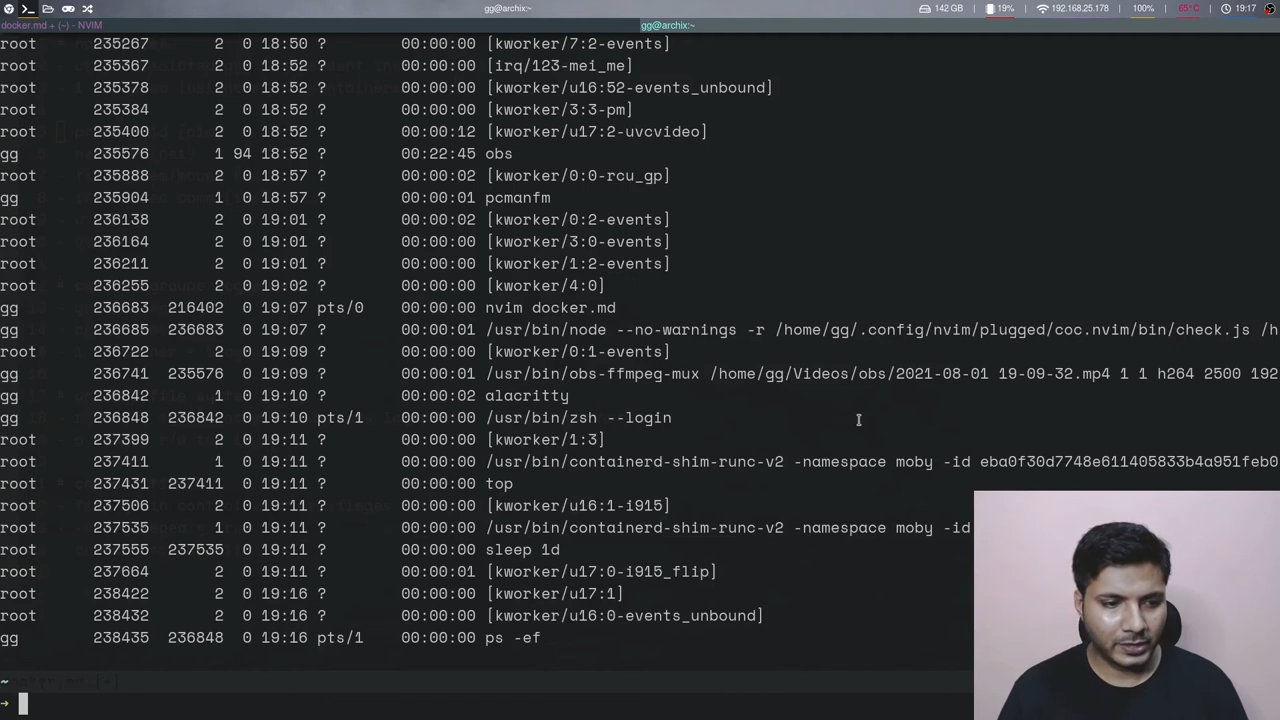 gg@archix:~
142 GB 19% 192.168.25.178 100% 65°C 19:17
docker.md + (~) - NVIM gg@archix:~
root 235267 2 0 18:50 ? 00:00:00 [kworker/7:2-events]
root 235367 2 0 18:52 ? 00:00:00 [irq/123-mei_me]
root 235378 2 0 18:52 ? 00:00:00 [kworker/u16:52-events_unbound]
root 235384 2 0 18:52 ? 00:00:00 [kworker/3:3-pm]
root 235400 2 0 18:52 ? 00:00:12 [kworker/u17:2-uvcvideo]
gg 235576 1 94 18:52 ? 00:22:45 obs
root 235888 2 0 18:57 ? 00:00:02 [kworker/0:0-rcu_gp]
gg 235904 1 0 18:57 ? 00:00:01 pcmanfm
root 236138 2 0 19:01 ? 00:00:02 [kworker/0:2-events]
root 236164 2 0 19:01 ? 00:00:00 [kworker/3:0-events]
root 236211 2 0 19:01 ? 00:00:00 [kworker/1:2-events]
root 236255 2 0 19:02 ? 00:00:00 [kworker/4:0]
gg 236683 216402 0 19:07 pts/0 00:00:00 nvim docker.md
gg 236685 236683 0 19:07 ? 00:00:01 /usr/bin/node --no-warnings -r /home/gg/.config/nvim/plugged/coc.nvim/bin/check.js /h
root 236722 2 0 19:09 ? 00:00:00 [kworker/0:1-events]
gg 236741 235576 0 19:09 ? 00:00:01 /usr/bin/obs-ffmpeg-mux /home/gg/Videos/obs/2021-08-01 19-09-32.mp4 1 1 h264 2500 192
gg 236842 1 0 19:10 ? 00:00:02 alacritty
gg 236848 236842 0 19:10 pts/1 00:00:00 /usr/bin/zsh --login
root 237399 2 0 19:11 ? 00:00:00 [kworker/1:3]
root 237411 1 0 19:11 ? 00:00:00 /usr/bin/containerd-shim-runc-v2 -namespace moby -id eba0f30d7748e611405833b4a951feb0
root 237431 237411 0 19:11 ? 00:00:00 top
root 237506 2 0 19:11 ? 00:00:00 [kworker/u16:1-i915]
root 237535 1 0 19:11 ? 00:00:00 /usr/bin/containerd-shim-runc-v2 -namespace moby -id
root 237555 237535 0 19:11 ? 00:00:00 sleep 1d
root 237664 2 0 19:11 ? 00:00:01 [kworker/u17:0-i915_flip]
root 238422 2 0 19:16 ? 00:00:00 [kworker/u17:1]
root 238432 2 0 19:16 ? 00:00:00 [kworker/u16:0-events_unbound]
gg 238435 236848 0 19:16 pts/1 00:00:00 ps -ef
~
→